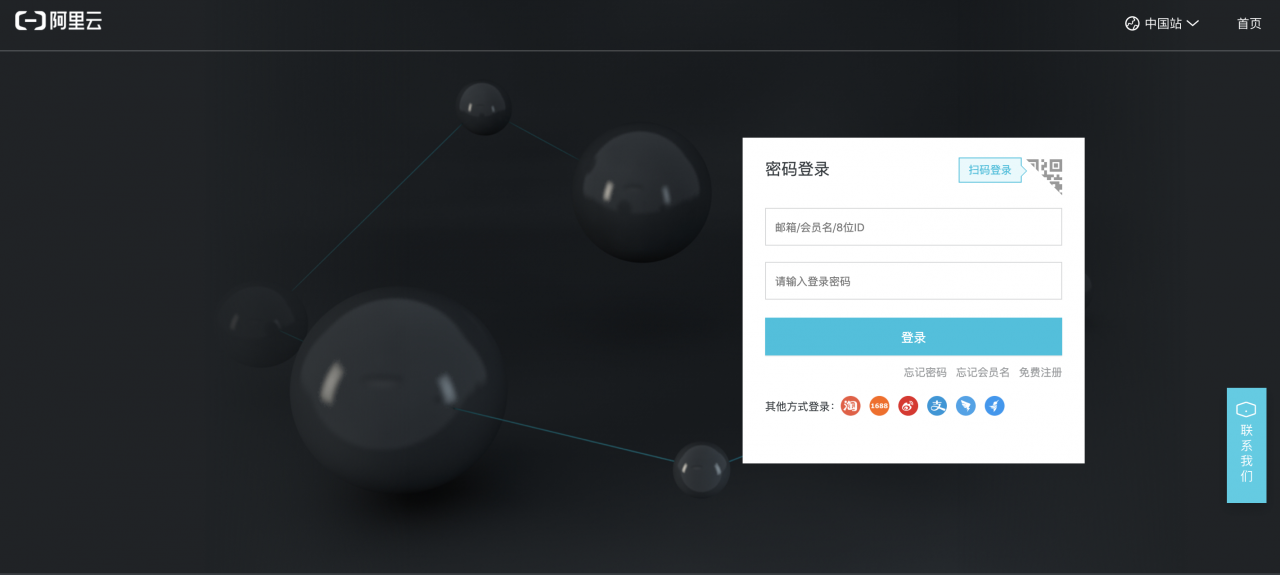 阿里云
中国站
首页
密码登录
扫码登录
邮箱/会员名/8位ID
请输入登录密码
登录
忘记密码 忘记会员名 免费注册
其他方式登录:
淘 1688 支
联系我们